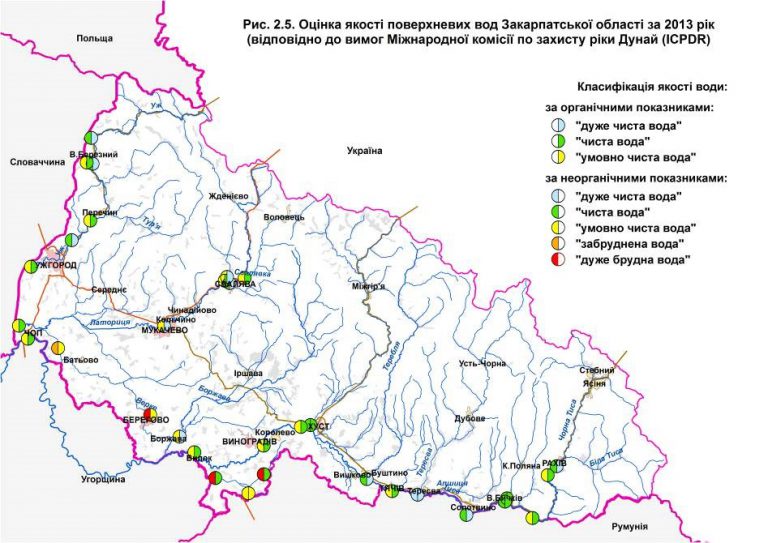 Рис. 2.5. Оцінка якості поверхневих вод Закарпатської області за 2013 рік
(відповідно до вимог Міжнародної комісії по захисту ріки Дунай (ICPDR)
Польща
Класифікація якості води:
за органічними показниками:
"дуже чиста вода"
"чиста вода"
"умовно чиста вода"
за неорганічними показниками:
"дуже чиста вода"
"чиста вода"
"умовно чиста вода"
"забруднена вода"
"дуже брудна вода"
Уж
Словаччина
В.Березний
Україна
Жденієво
Перечин
Тур'я
Воловець
УЖГОРОД
СВАЛЯВА
Міжгір'я
Середнє
Чинадійово
Кольчино
Латориця
МУКАЧЕВО
ЧОП
Батьово
Теребля
Усть-Чорна
Стебний
Ясіня
Іршава
Боржава
Верке
БЕРЕГОВО
Чорна Тиса
Дубове
Королево
ХУСТ
Боржава
ВИНОГРАДІВ
Вилок
Тересва
Біла Тиса
РАХІВ
К.Поляна
Вишково
Буштино
Угорщина
ТЯЧІВ
Тересва
Апшиця
Тиса
В.Бичків
Солотвино
Румунія